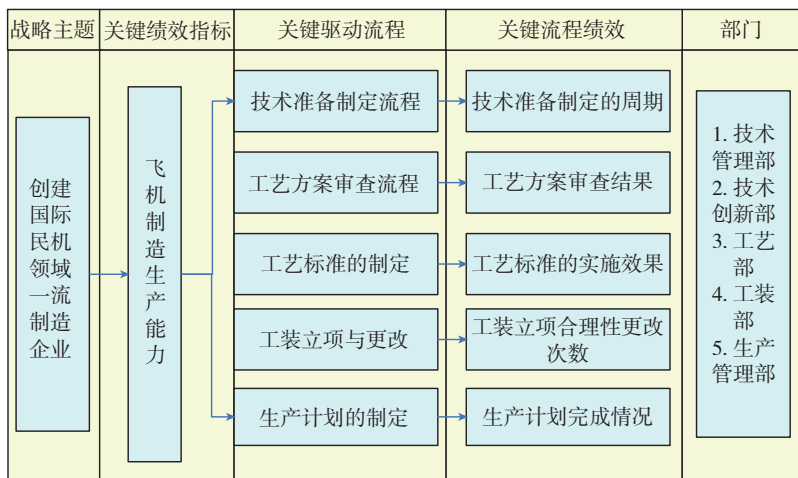 战略主题
关键绩效指标
关键驱动流程
关键流程绩效
部门
创建
国际
民机
领域
一流
制造
企业
飞
机
制
造
生
产
能
力
技术准备制定流程
技术准备制定的周期
工艺方案审查流程
工艺方案审查结果
工艺标准的制定
工艺标准的实施效果
工装立项与更改
工装立项合理性更改
次数
生产计划的制定
生产计划完成情况
1. 技术
管理部
2. 技术
创新部
3. 工艺
部
4. 工装
部
5. 生产
管理部